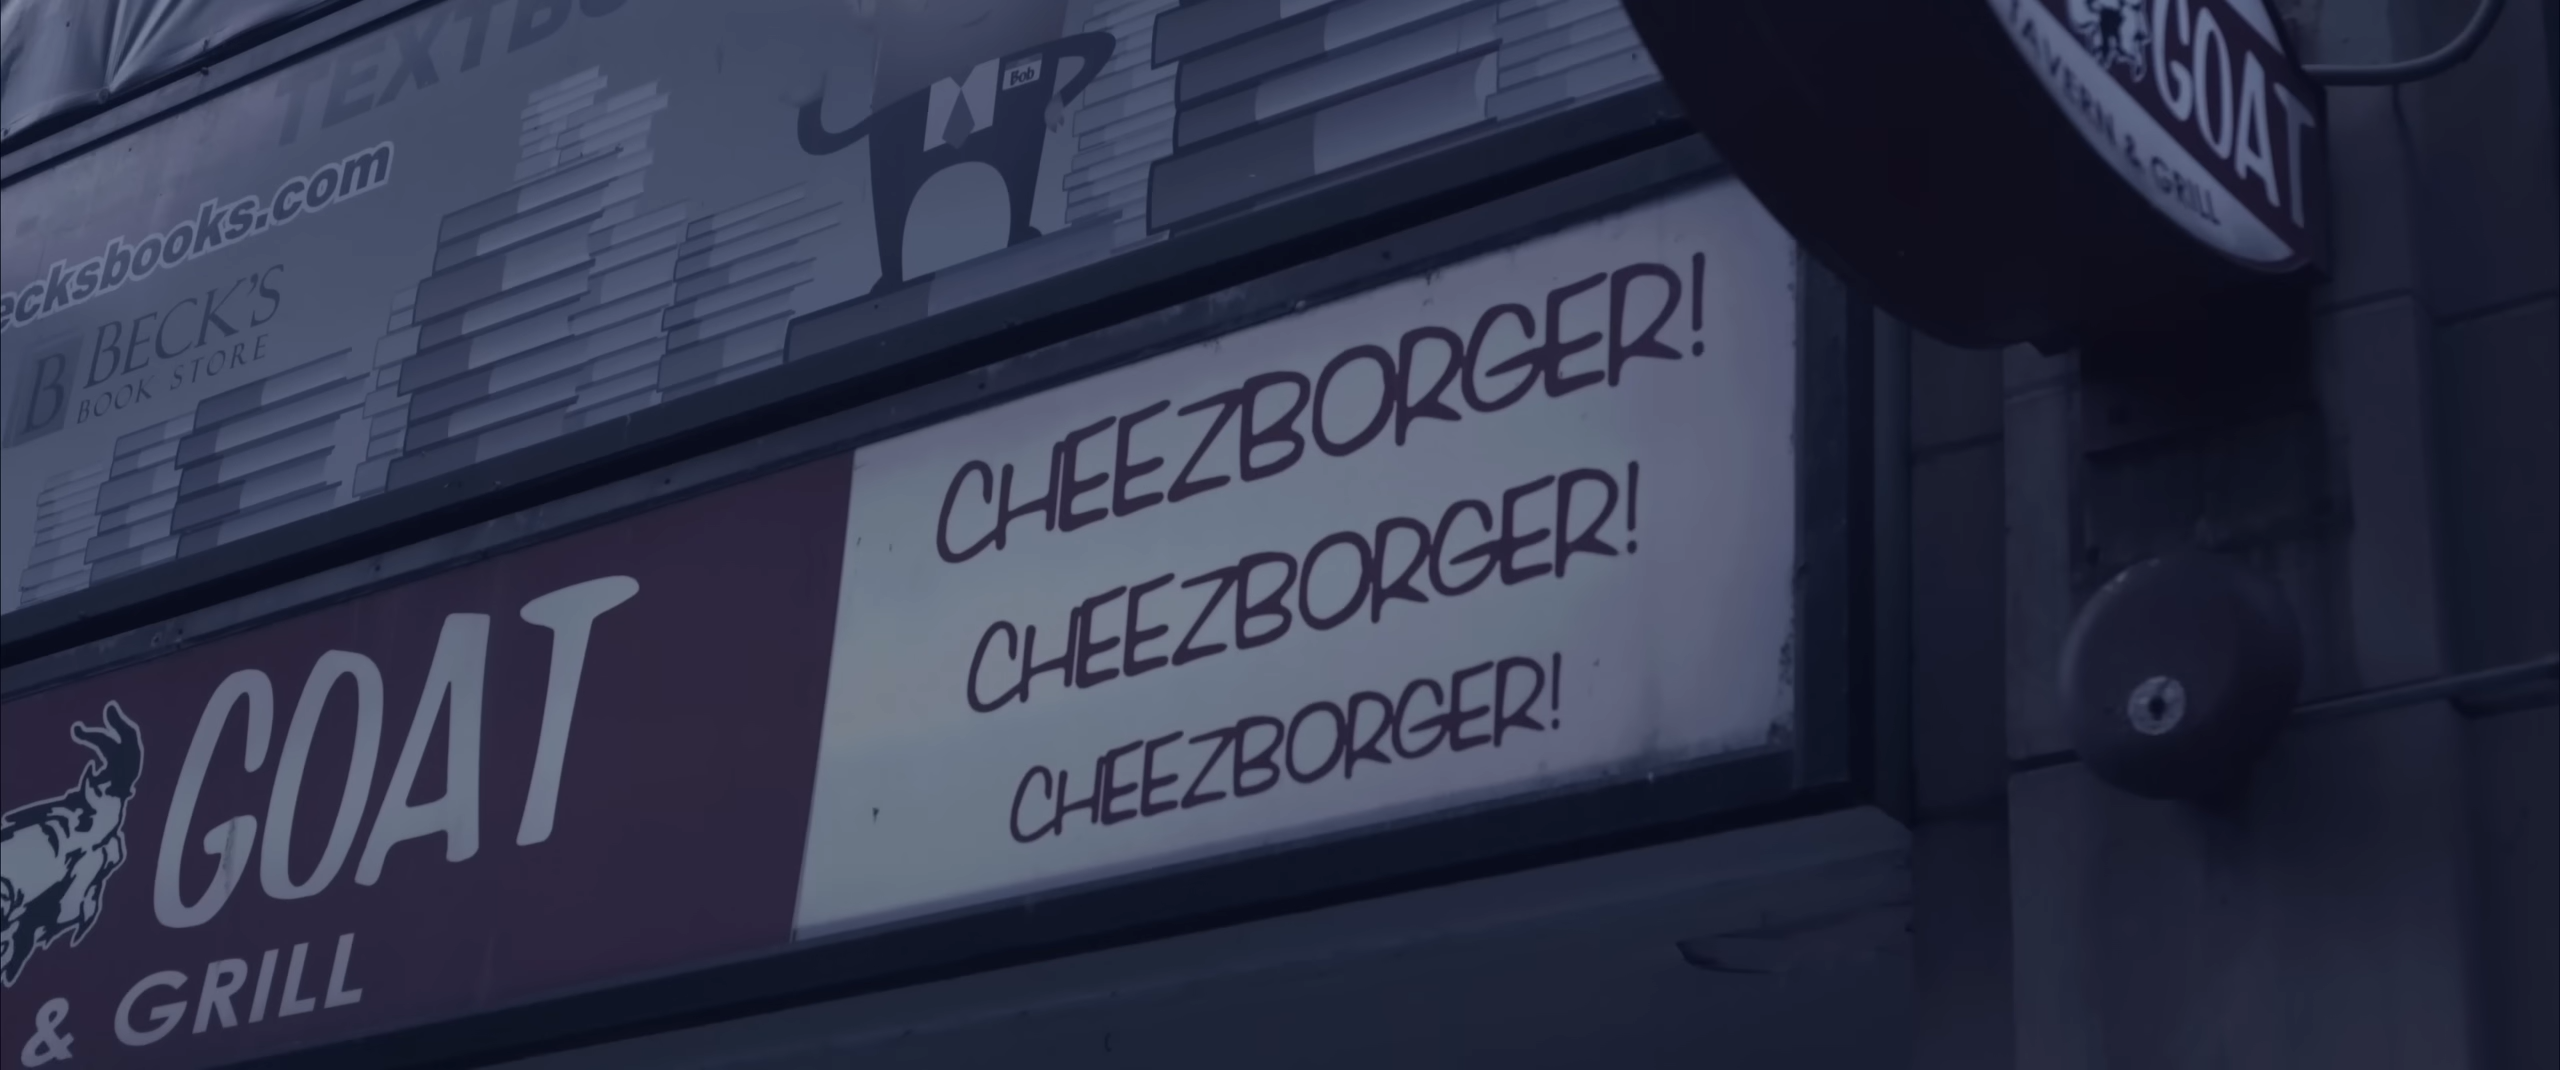 TEXTB
ecksbooks.com
B BECK'S
BOOK STORE
Bob
GOAT
TAVERN & GRILL
CHEEZBORGER!
CHEEZBORGER!
CHEEZBORGER!
GOAT
& GRILL